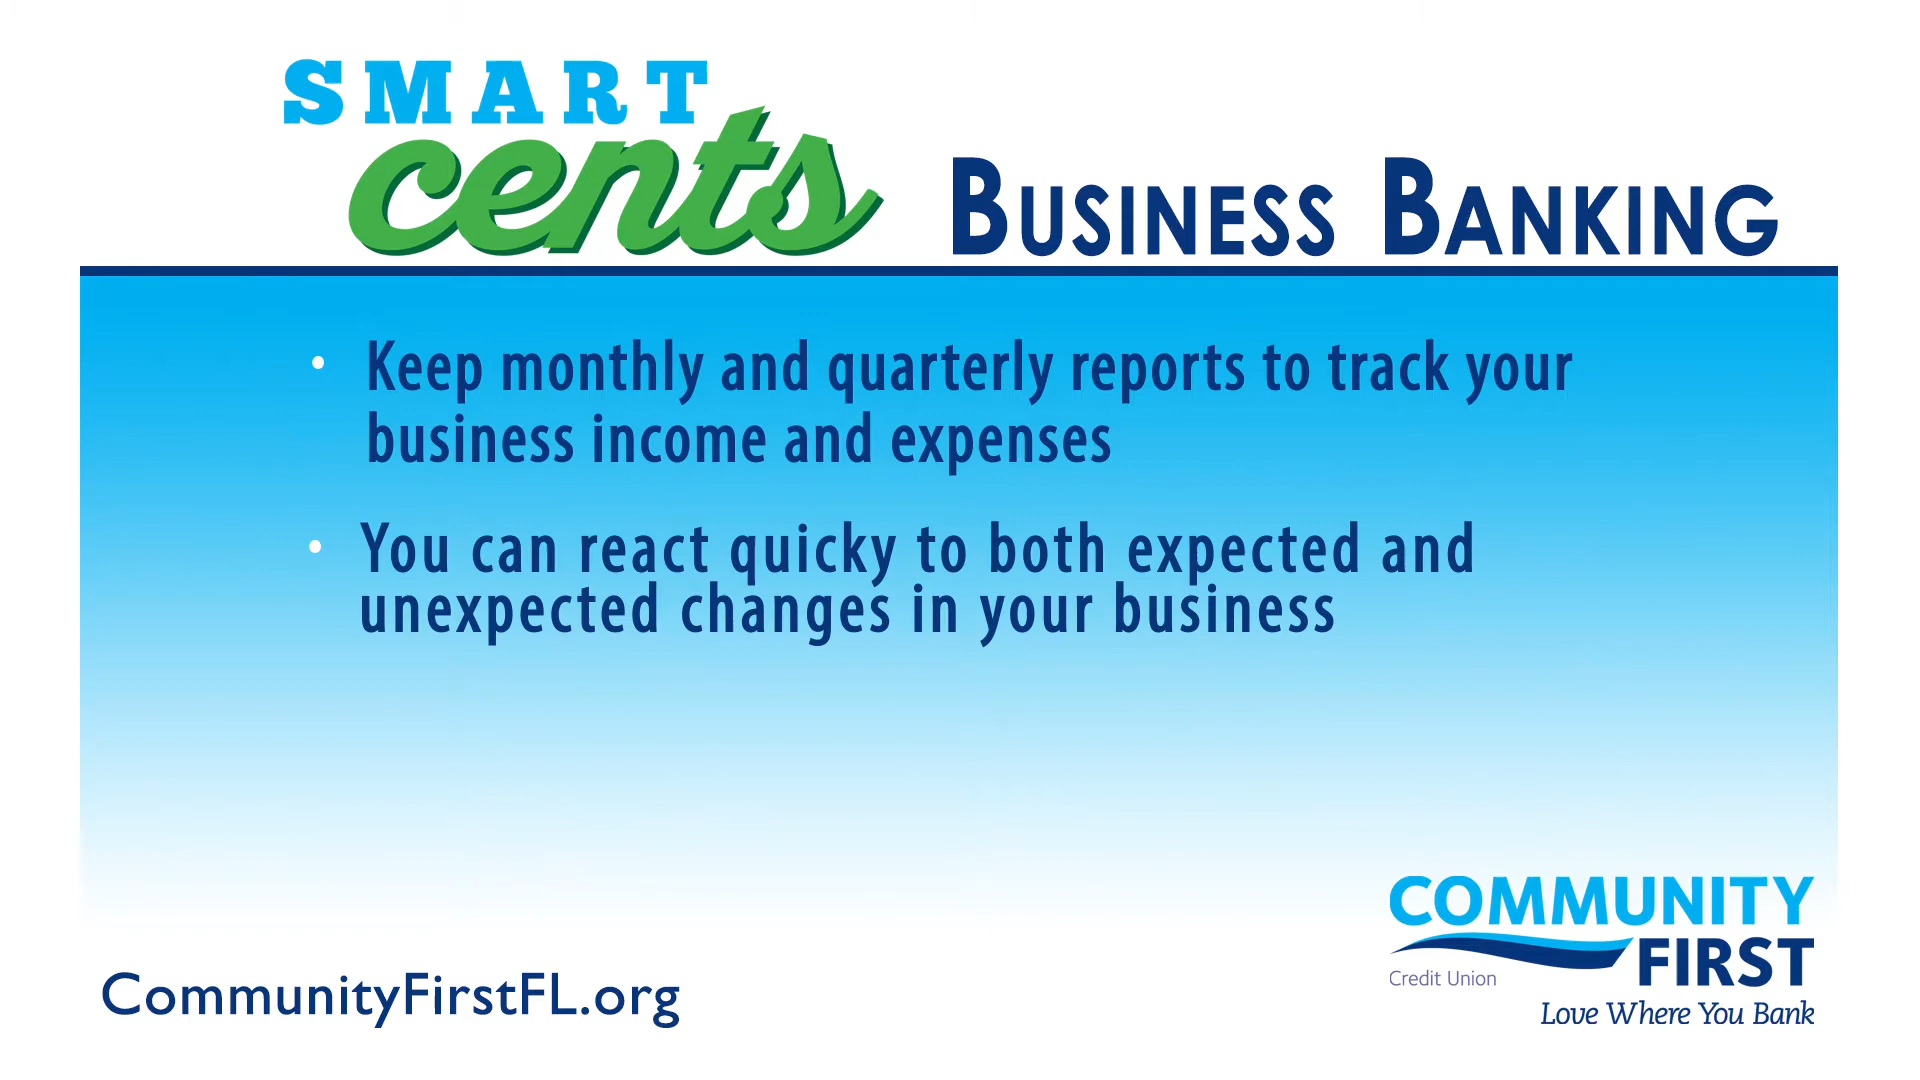 SMART
cents BUSINESS BANKING
• Keep monthly and quarterly reports to track your
business income and expenses
• You can react quicky to both expected and
unexpected changes in your business
COMMUNITY
FIRST
Credit Union
Love Where You Bank
CommunityFirstFL.org